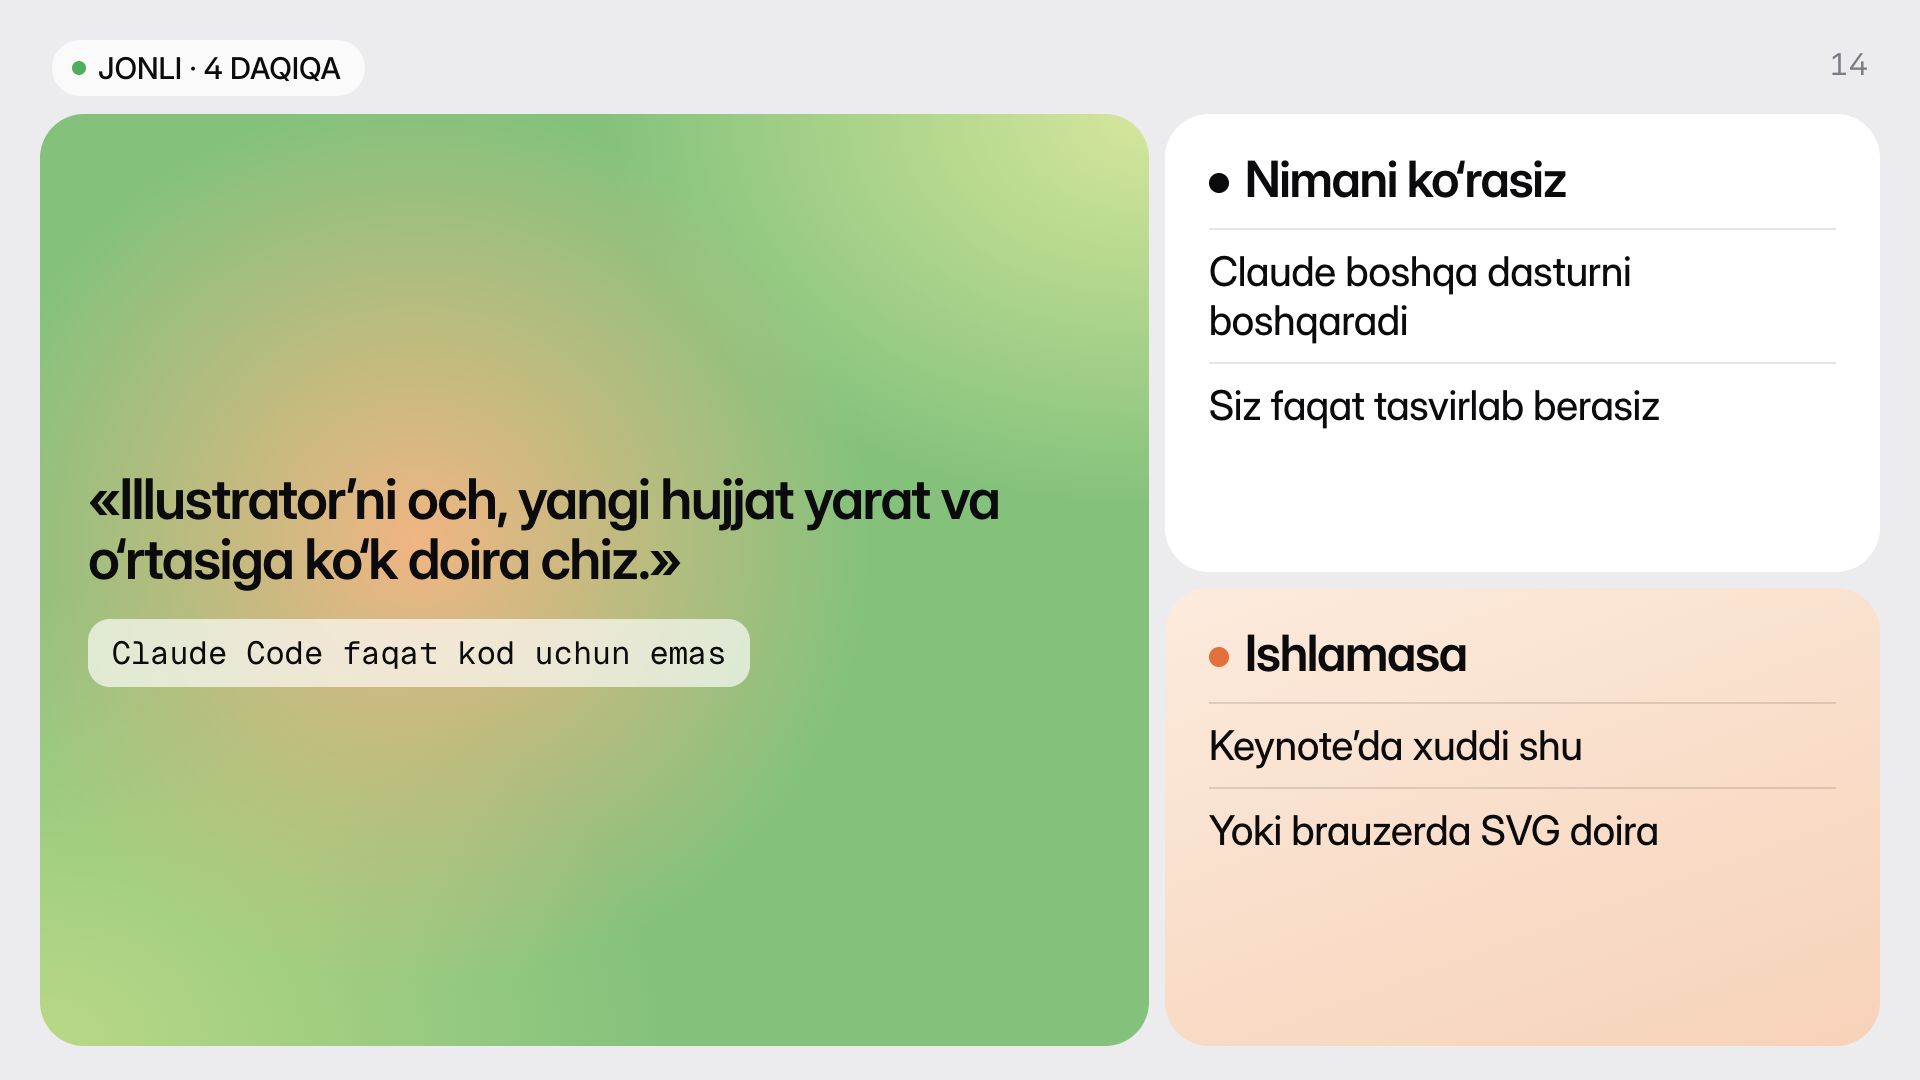 JONLI · 4 DAQIQA
14
«Illustrator’ni och, yangi hujjat yarat va
o‘rtasiga ko‘k doira chiz.»
Claude Code faqat kod uchun emas
Nimani ko‘rasiz
Claude boshqa dasturni
boshqaradi
Siz faqat tasvirlab berasiz
Ishlamasa
Keynote’da xuddi shu
Yoki brauzerda SVG doira